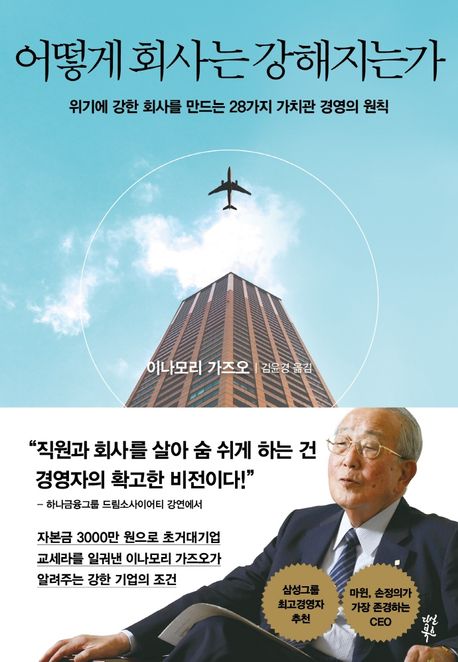 어떻게 회사는 강해지는가
위기에 강한 회사를 만드는 28가지 가치관 경영의 원칙
이나모리 가즈오 | 김윤경 옮김
“직원과 회사를 살아 숨 쉬게 하는 건
경영자의 확고한 비전이다!”
– 하나금융그룹 드림소사이어티 강연에서
자본금 3000만 원으로 초거대기업
교세라를 일궈낸 이나모리 가즈오가
알려주는 강한 기업의 조건
삼성그룹
최고경영자
추천
마윈, 손정의가
가장 존경하는
CEO
다산
북스